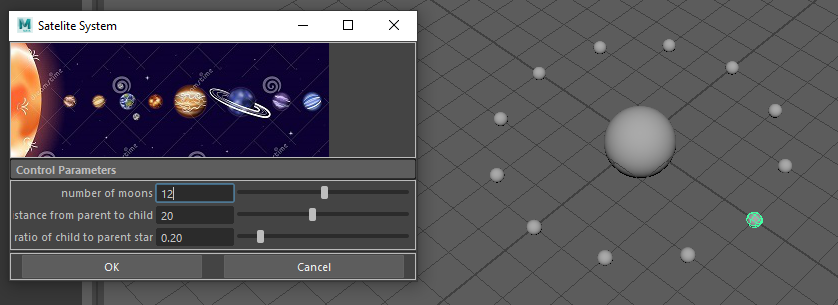 Satelite System
Control Parameters
number of moons 12
stance from parent to child 20
ratio of child to parent star 0.20
OK Cancel